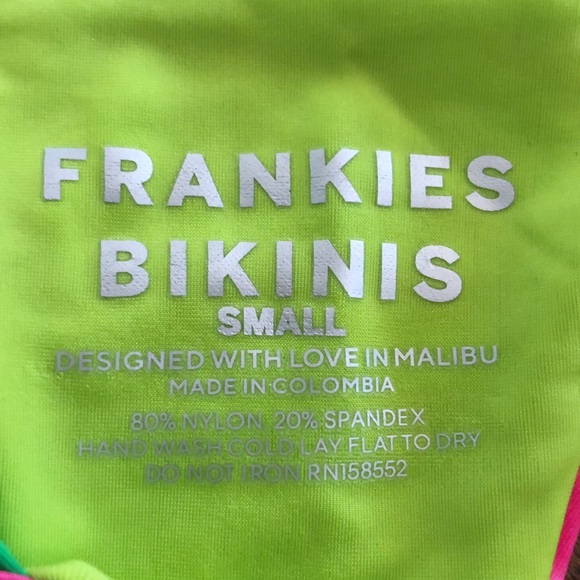 FRANKIES
BIKINIS
SMALL
DESIGNED WITH LOVE IN MALIBU
MADE IN COLOMBIA
80% NYLON 20% SPANDEX
HAND WASH COLD LAY FLAT TO DRY
DO NOT IRON RN158552